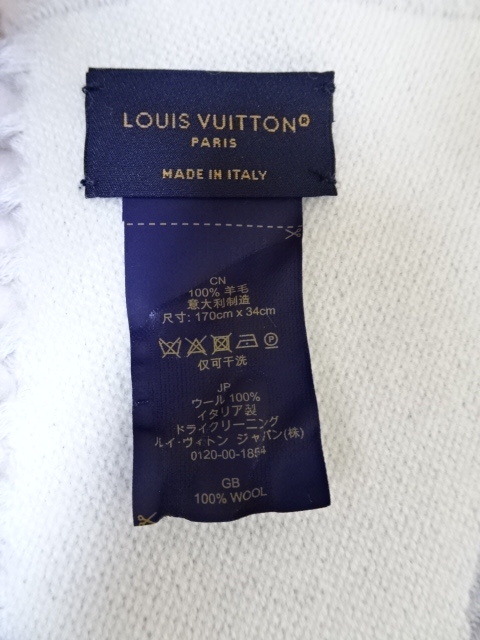 LOUIS VUITTON®
PARIS
MADE IN ITALY
CN
100% 羊毛
意大利制造
尺寸: 170cm x 34cm
P
仅可干洗
JP
ウール 100%
イタリア製
ドライクリーニング
ルイ・ヴィトン ジャパン(株)
0120-00-1854
GB
100% WOOL